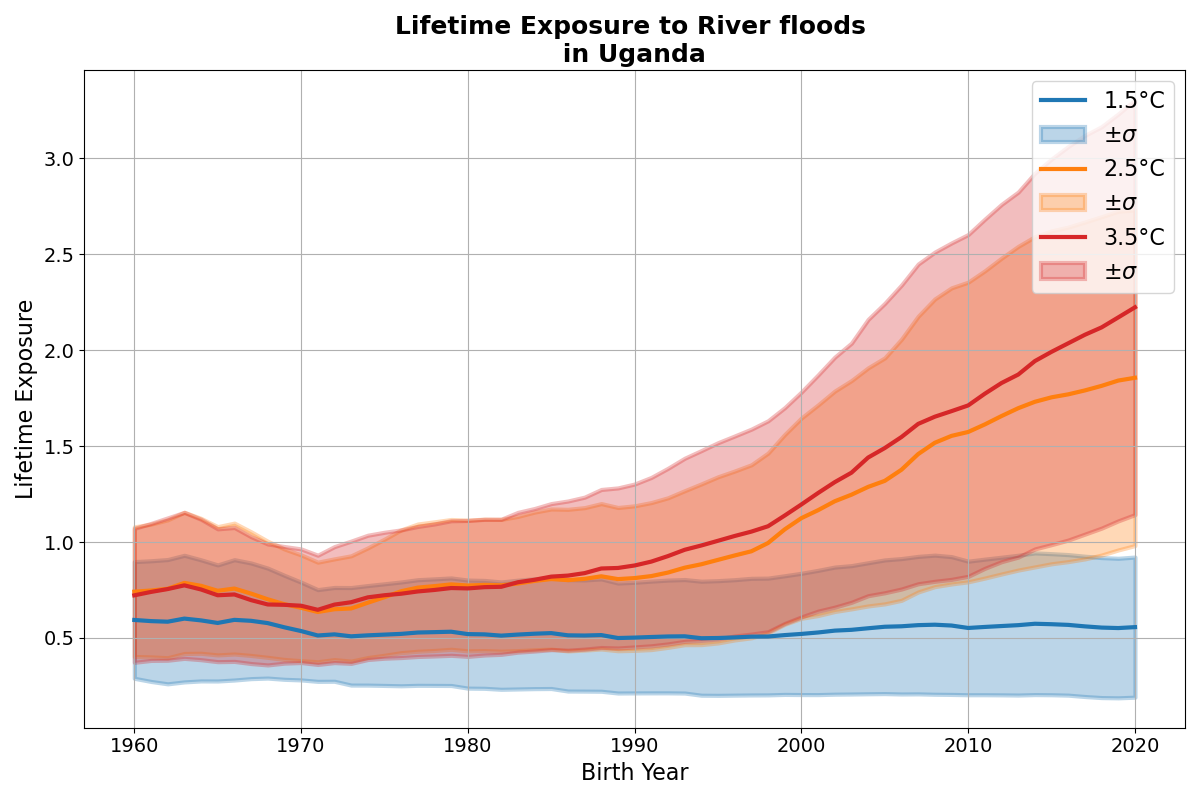 Lifetime Exposure to River floods
in Uganda
Lifetime Exposure
3.0
2.5
2.0
1.5
1.0
0.5
1960
1970
1980
1990
2000
2010
2020
Birth Year
1.5°C
±σ
2.5°C
±σ
3.5°C
±σ